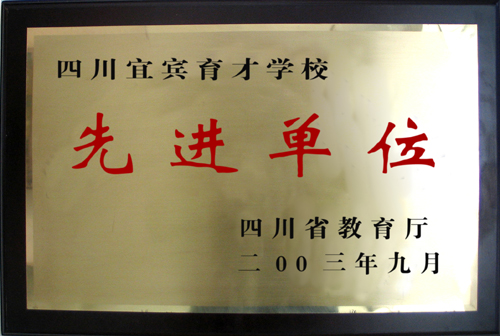 四川宜宾育才学校
先进单位
四川省教育厅
二00三年九月